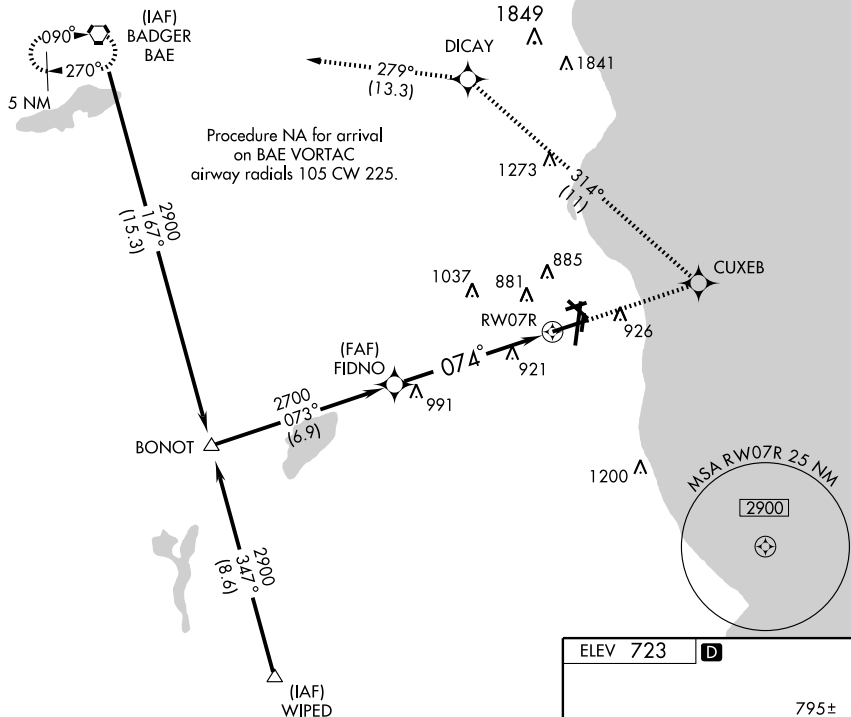 (IAF)
BADGER
BAE
090°
270°
5 NM
DICAY
1849
1841
279°
(13.3)
Procedure NA for arrival
on BAE VORTAC
airway radials 105 CW 225.
1273
314°
(11)
2900
167°
(15.3)
CUXEB
1037
881
885
RW07R
926
(FAF)
FIDNO
074°
921
991
2700
073°
(6.9)
BONOT
1200
MSA RW07R 25 NM
2900
2900
347°
(8.6)
(IAF)
WIPED
ELEV 723 D
795±